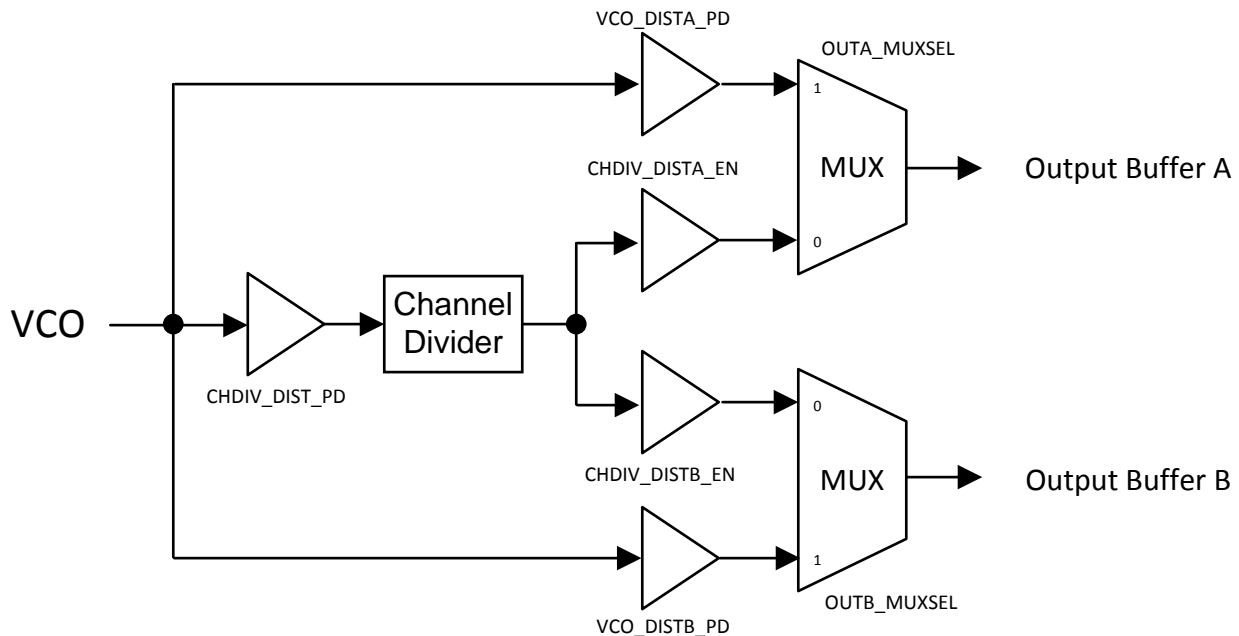 VCO_DISTA_PD
OUTA_MUXSEL
1
MUX
Output Buffer A
CHDIV_DISTA_EN
0
VCO
Channel
Divider
CHDIV_DIST_PD
0
CHDIV_DISTB_EN
MUX
Output Buffer B
1
OUTB_MUXSEL
VCO_DISTB_PD